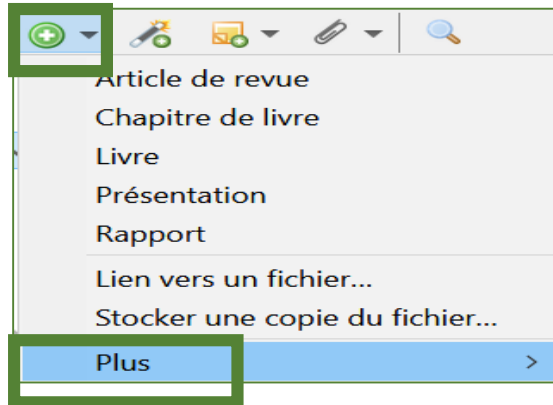 Article de revue
Chapitre de livre
Livre
Présentation
Rapport
Lien vers un fichier...
Stocker une copie du fichier...
Plus >